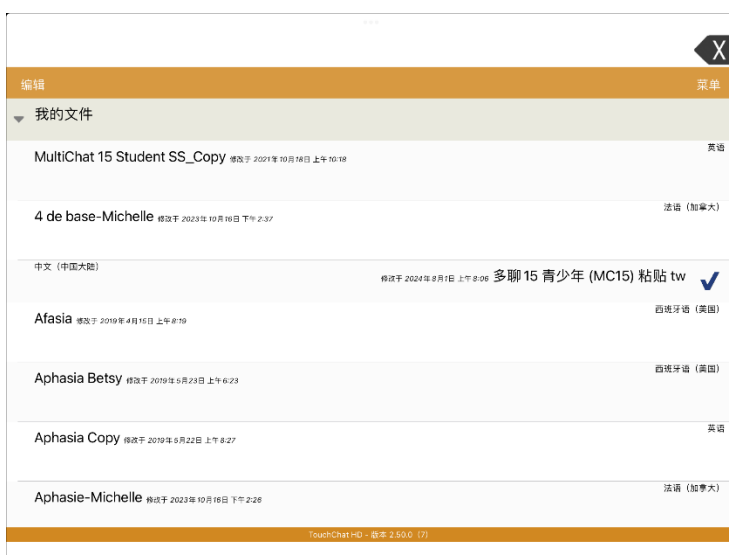 X
编辑 菜单
我的文件
英语
MultiChat 15 Student SS_Copy 修改于 2021年10月18日 上午10:18
法语（加拿大）
4 de base-Michelle 修改于 2023年10月16日 下午2:37
中文（中国大陆）
修改于 2024年8月1日 上午8:06 多聊15 青少年 (MC15) 粘贴 tw
西班牙语（美国）
Afasia 修改于 2019年4月15日 上午8:19
西班牙语（美国）
Aphasia Betsy 修改于 2019年5月23日 上午6:23
英语
Aphasia Copy 修改于 2019年5月22日 上午8:27
法语（加拿大）
Aphasie-Michelle 修改于 2023年10月16日 下午2:26
TouchChat HD - 版本 2.50.0 (7)